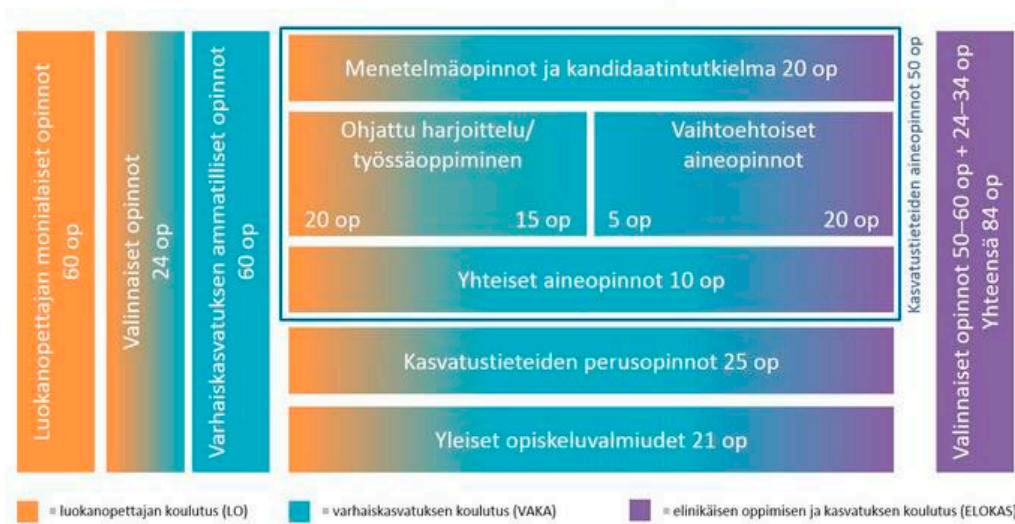 Luokanopettajan monialaiset opinnot
60 op
Valinnaiset opinnot
24 op
Varhaiskasvatuksen ammatilliset opinnot
60 op
Menetelmäopinnot ja kandidaatintutkielma 20 op
Ohjattu harjoittelu/
työssäoppiminen
20 op
15 op
Vaihtoehtoiset
aineopinnot
5 op
20 op
Yhteiset aineopinnot 10 op
Kasvatustieteiden aineopinnot 50 op
Kasvatustieteiden perusopinnot 25 op
Yleiset opiskeluvalmiudet 21 op
Valinnaiset opinnot 50–60 op + 24–34 op
Yhteensä 84 op
= luokanopettajan koulutus (LO)
= varhaiskasvatuksen koulutus (VAKA)
= elinikäisen oppimisen ja kasvatuksen koulutus (ELOKAS)